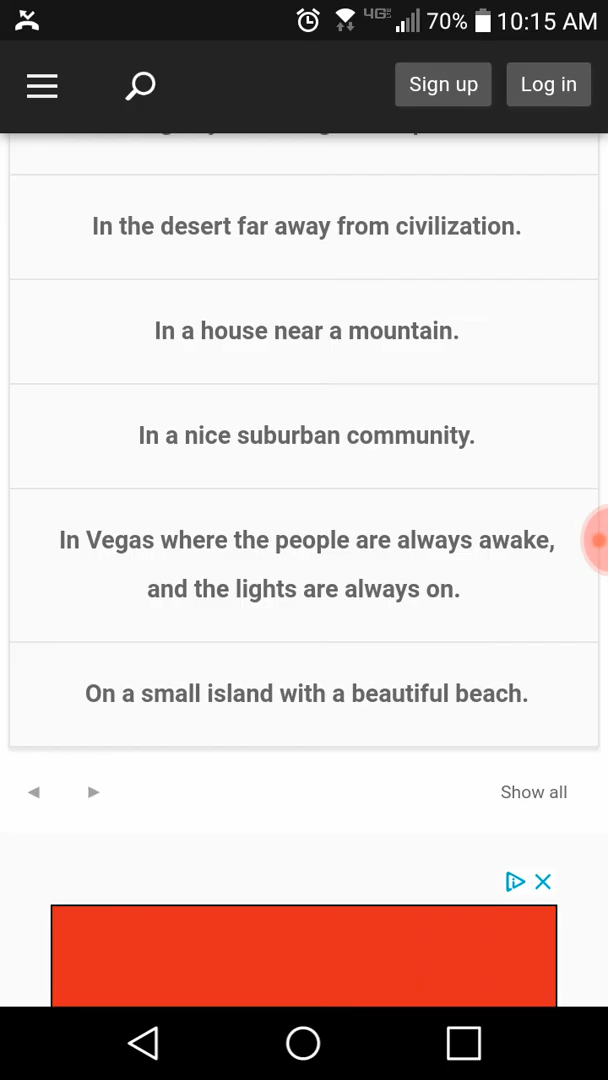 4G 70% 10:15 AM
Sign up Log in
In the desert far away from civilization.
In a house near a mountain.
In a nice suburban community.
In Vegas where the people are always awake,
and the lights are always on.
On a small island with a beautiful beach.
Show all